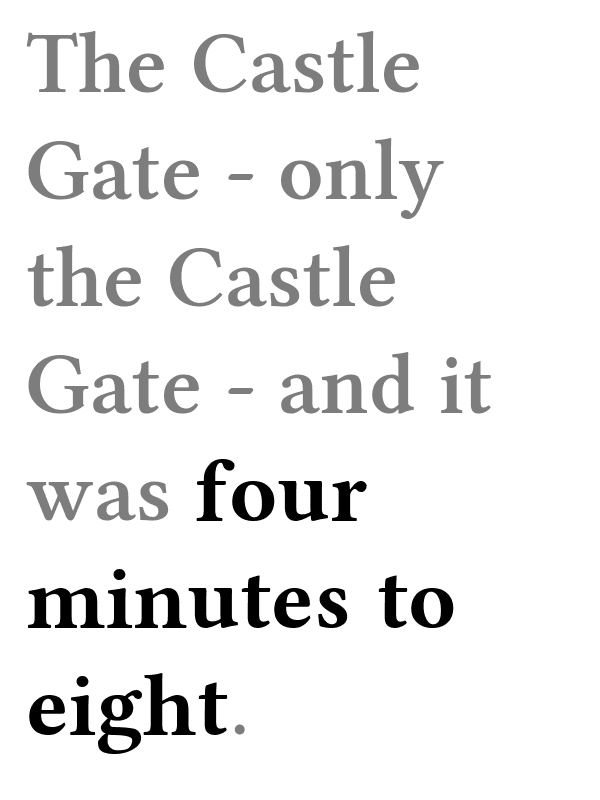 The Castle
Gate - only
the Castle
Gate - and it
was four
minutes to
eight.